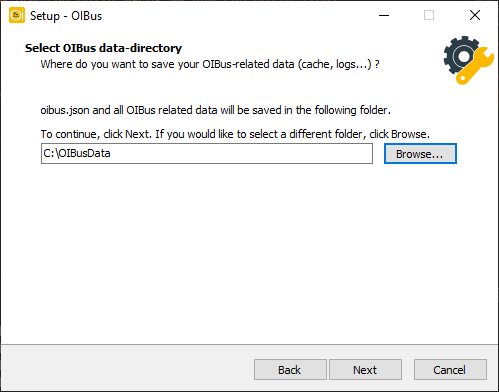 Setup - OIBus
Select OIBus data-directory
Where do you want to save your OIBus-related data (cache, logs...) ?
oibus.json and all OIBus related data will be saved in the following folder.
To continue, click Next. If you would like to select a different folder, click Browse.
C:\OIBusData
Browse...
Back
Next
Cancel